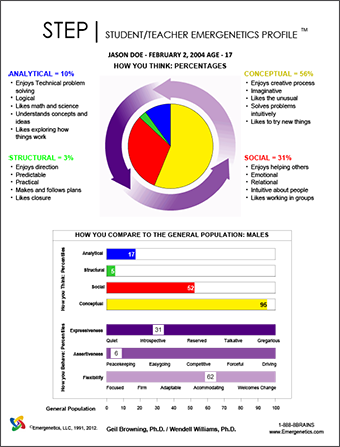 STEP | STUDENT/TEACHER EMERGENETICS PROFILE ™
JASON DOE - FEBRUARY 2, 2004 AGE - 17
HOW YOU THINK: PERCENTAGES
ANALYTICAL = 10%
• Enjoys Technical problem
solving
• Logical
• Likes math and science
• Understands concepts and
ideas
• Likes exploring how
things work
CONCEPTUAL = 56%
• Enjoys creative process
• Imaginative
• Likes the unusual
• Solves problems
intuitively
• Likes to try new things
STRUCTURAL = 3%
• Enjoys direction
• Predictable
• Practical
• Makes and follows plans
• Likes closure
SOCIAL = 31%
• Enjoys helping others
• Emotional
• Relational
• Intuitive about people
• Likes working in groups
HOW YOU COMPARE TO THE GENERAL POPULATION: MALES
How you Think: Percentiles
Analytical 17
Structural 5
Social 52
Conceptual 95
How you Behave: Percentiles
Expressiveness 31
Quiet Introspective Reserved Talkative Gregarious
Assertiveness 6
Peacekeeping Easygoing Competitive Forceful Driving
Flexibility 62
Focused Firm Adaptable Accommodating Welcomes Change
General Population 0 10 20 30 40 50 60 70 80 90 100
©Emergenetics, LLC, 1991, 2012. Geil Browning, Ph.D. / Wendell Williams, Ph.D. 1-888-8BRAINS
www.Emergenetics.com